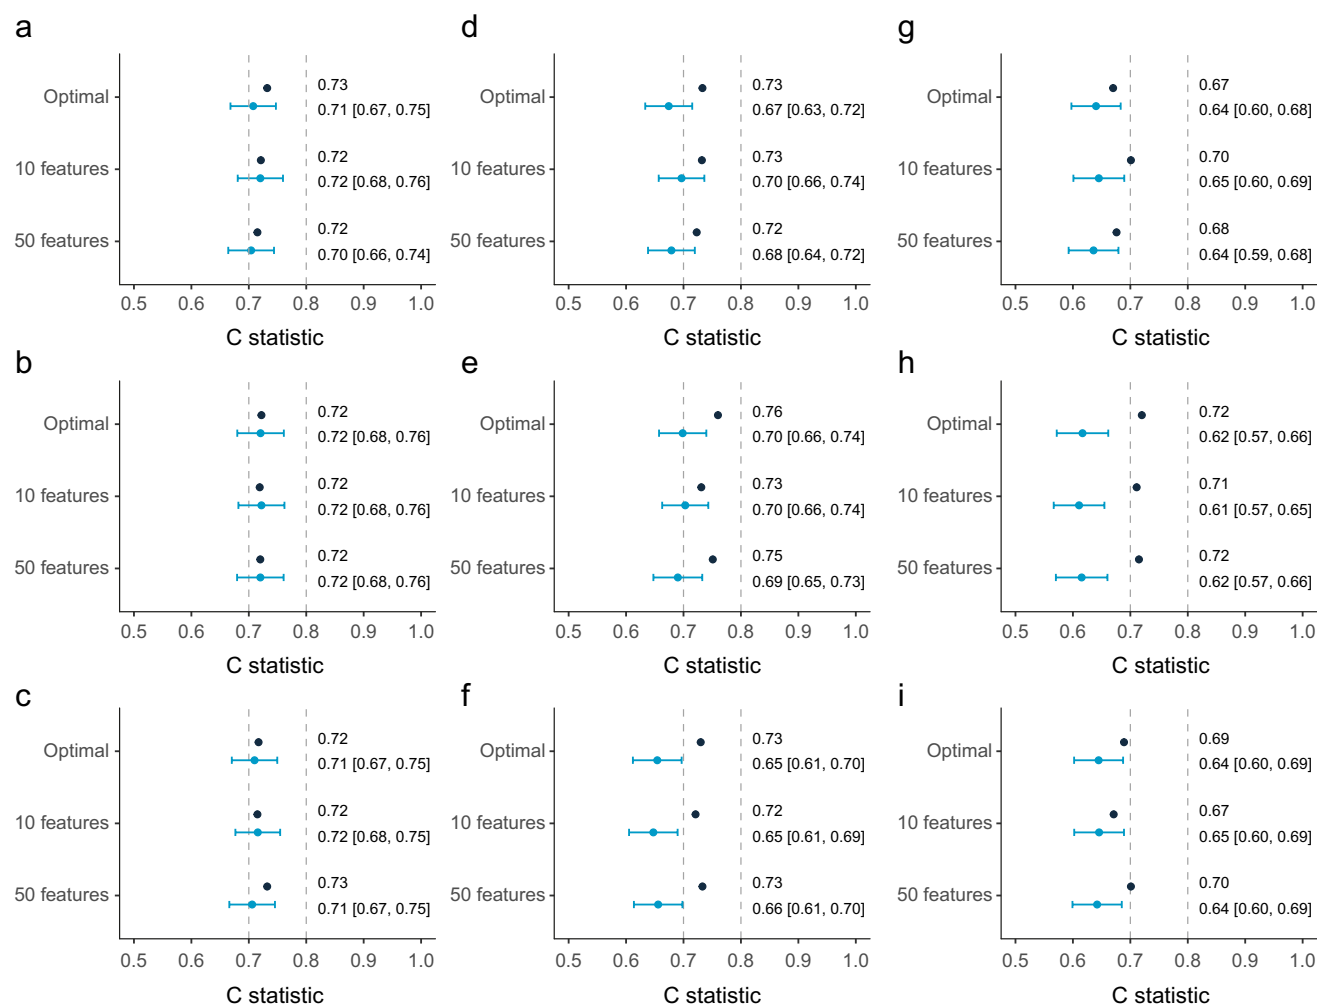 a
Optimal
0.73
0.71 [0.67, 0.75]
10 features
0.72
0.72 [0.68, 0.76]
50 features
0.72
0.70 [0.66, 0.74]
0.5 0.6 0.7 0.8 0.9 1.0
C statistic
d
Optimal
0.73
0.67 [0.63, 0.72]
10 features
0.73
0.70 [0.66, 0.74]
50 features
0.72
0.68 [0.64, 0.72]
0.5 0.6 0.7 0.8 0.9 1.0
C statistic
g
Optimal
0.67
0.64 [0.60, 0.68]
10 features
0.70
0.65 [0.60, 0.69]
50 features
0.68
0.64 [0.59, 0.68]
0.5 0.6 0.7 0.8 0.9 1.0
C statistic
b
Optimal
0.72
0.72 [0.68, 0.76]
10 features
0.72
0.72 [0.68, 0.76]
50 features
0.72
0.72 [0.68, 0.76]
0.5 0.6 0.7 0.8 0.9 1.0
C statistic
e
Optimal
0.76
0.70 [0.66, 0.74]
10 features
0.73
0.70 [0.66, 0.74]
50 features
0.75
0.69 [0.65, 0.73]
0.5 0.6 0.7 0.8 0.9 1.0
C statistic
h
Optimal
0.72
0.62 [0.57, 0.66]
10 features
0.71
0.61 [0.57, 0.65]
50 features
0.72
0.62 [0.57, 0.66]
0.5 0.6 0.7 0.8 0.9 1.0
C statistic
c
Optimal
0.72
0.71 [0.67, 0.75]
10 features
0.72
0.72 [0.68, 0.75]
50 features
0.73
0.71 [0.67, 0.75]
0.5 0.6 0.7 0.8 0.9 1.0
C statistic
f
Optimal
0.73
0.65 [0.61, 0.70]
10 features
0.72
0.65 [0.61, 0.69]
50 features
0.73
0.66 [0.61, 0.70]
0.5 0.6 0.7 0.8 0.9 1.0
C statistic
i
Optimal
0.69
0.64 [0.60, 0.69]
10 features
0.67
0.65 [0.60, 0.69]
50 features
0.70
0.64 [0.60, 0.69]
0.5 0.6 0.7 0.8 0.9 1.0
C statistic